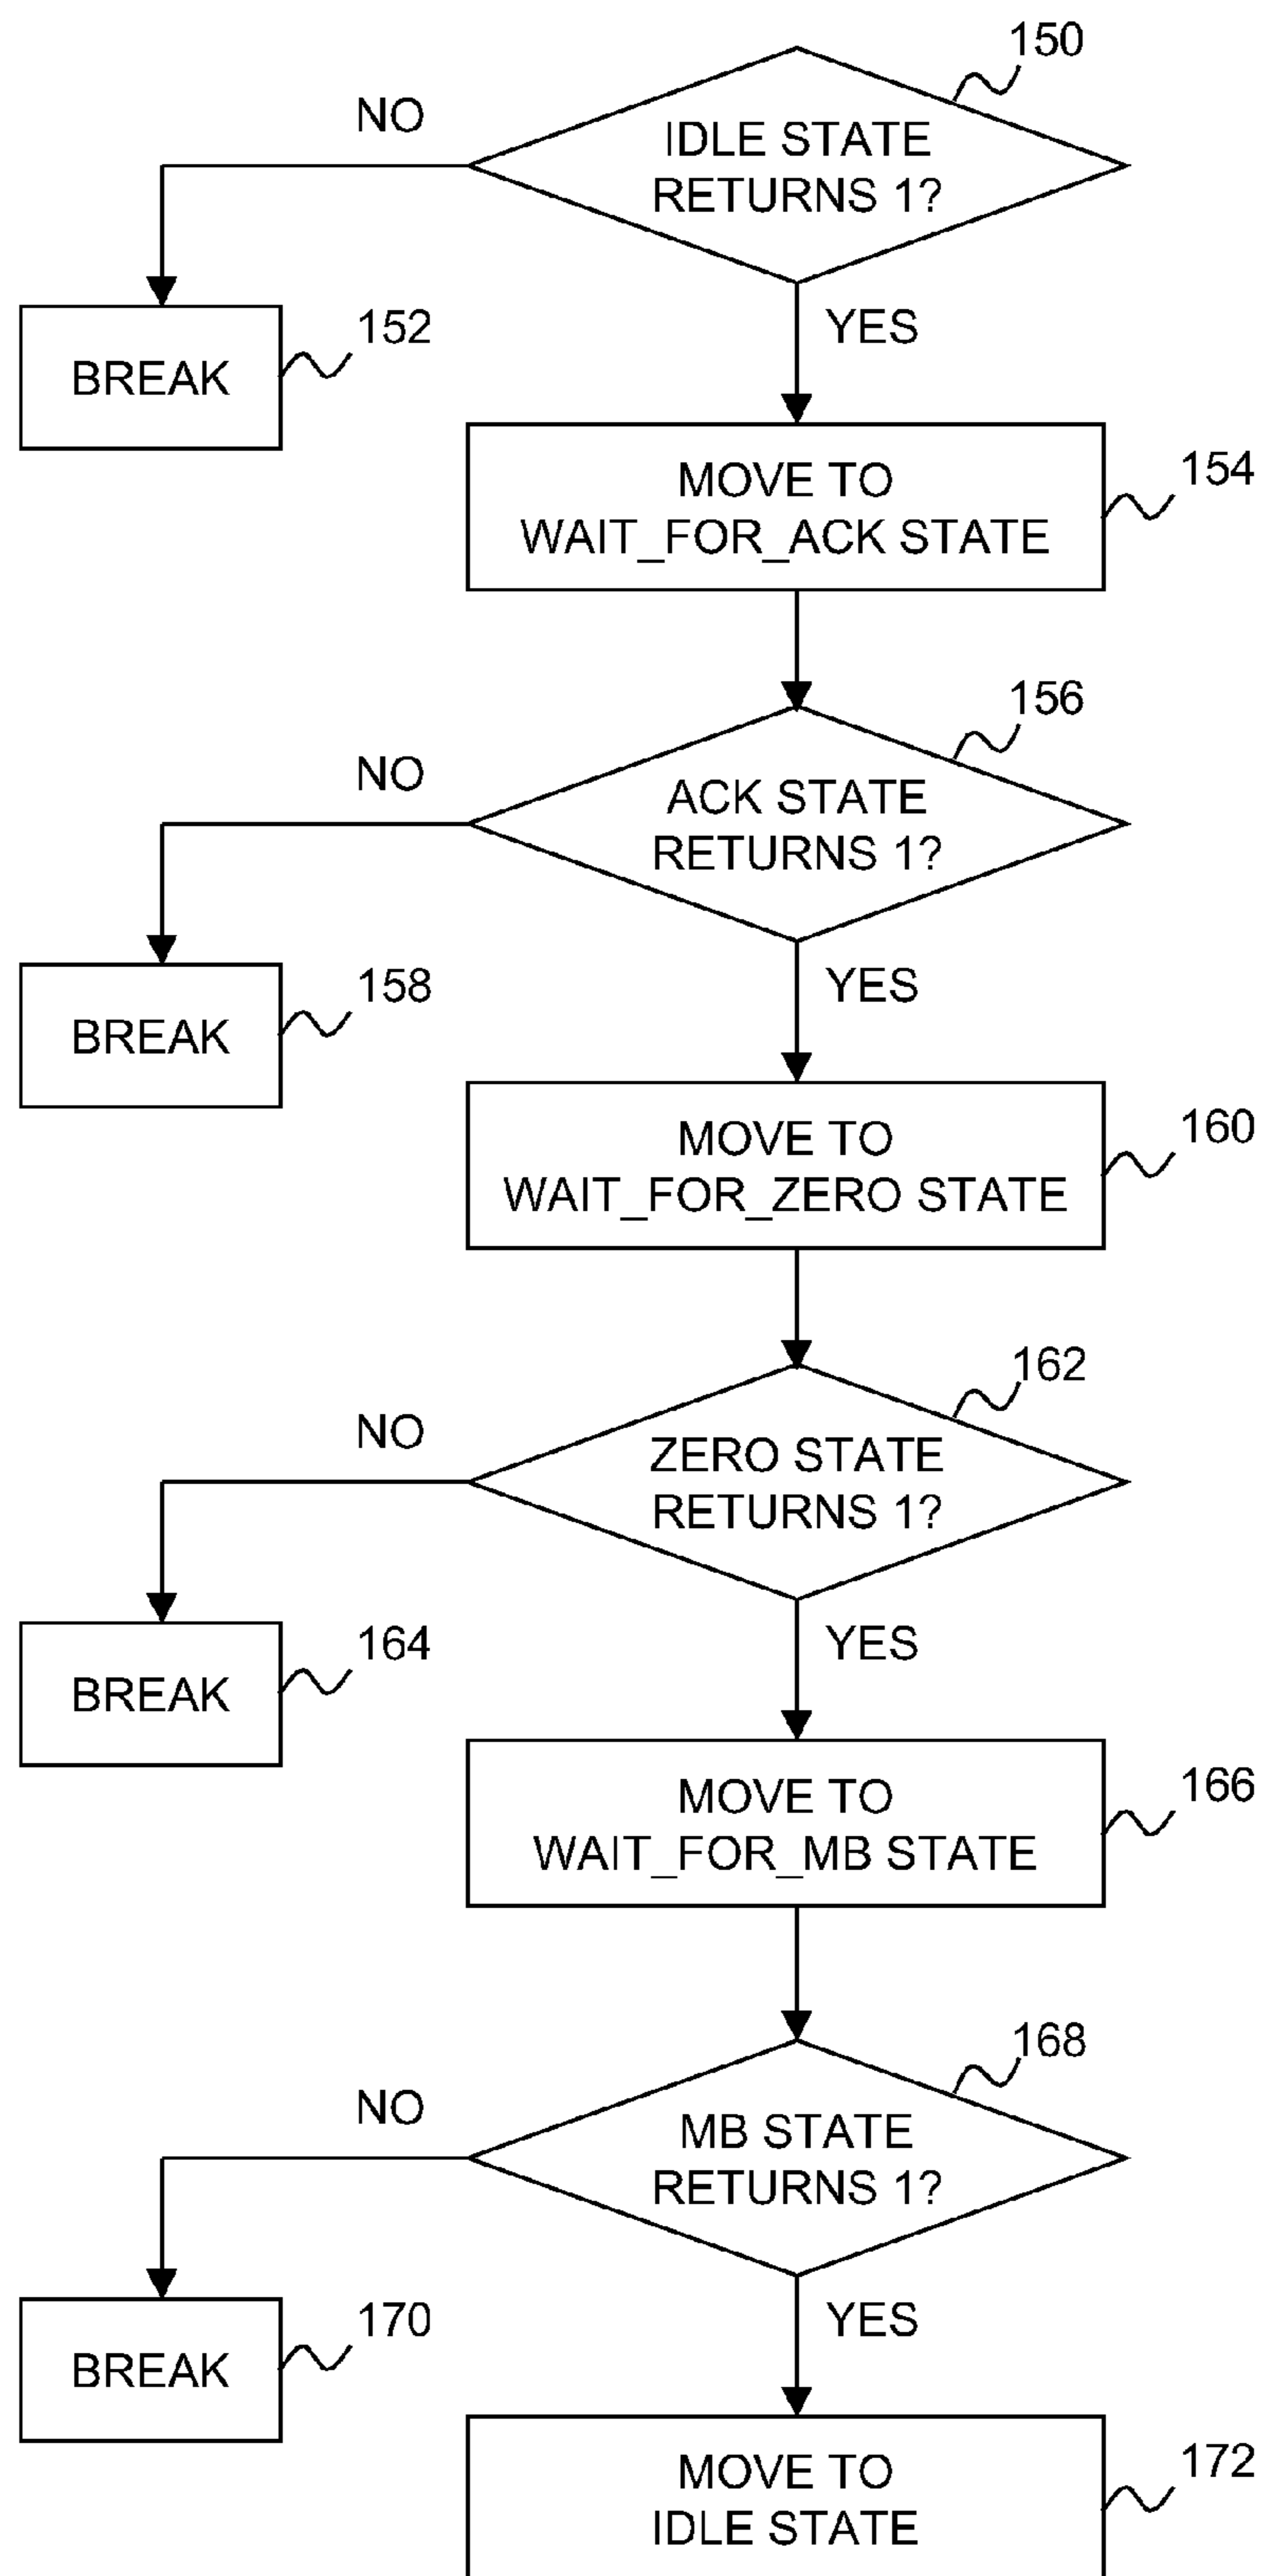 150
NO
IDLE STATE
RETURNS 1?
152
YES
BREAK
154
MOVE TO
WAIT_FOR_ACK STATE
156
NO
ACK STATE
RETURNS 1?
158
YES
BREAK
160
MOVE TO
WAIT_FOR_ZERO STATE
162
NO
ZERO STATE
RETURNS 1?
164
YES
BREAK
166
MOVE TO
WAIT_FOR_MB STATE
168
NO
MB STATE
RETURNS 1?
170
YES
BREAK
172
MOVE TO
IDLE STATE